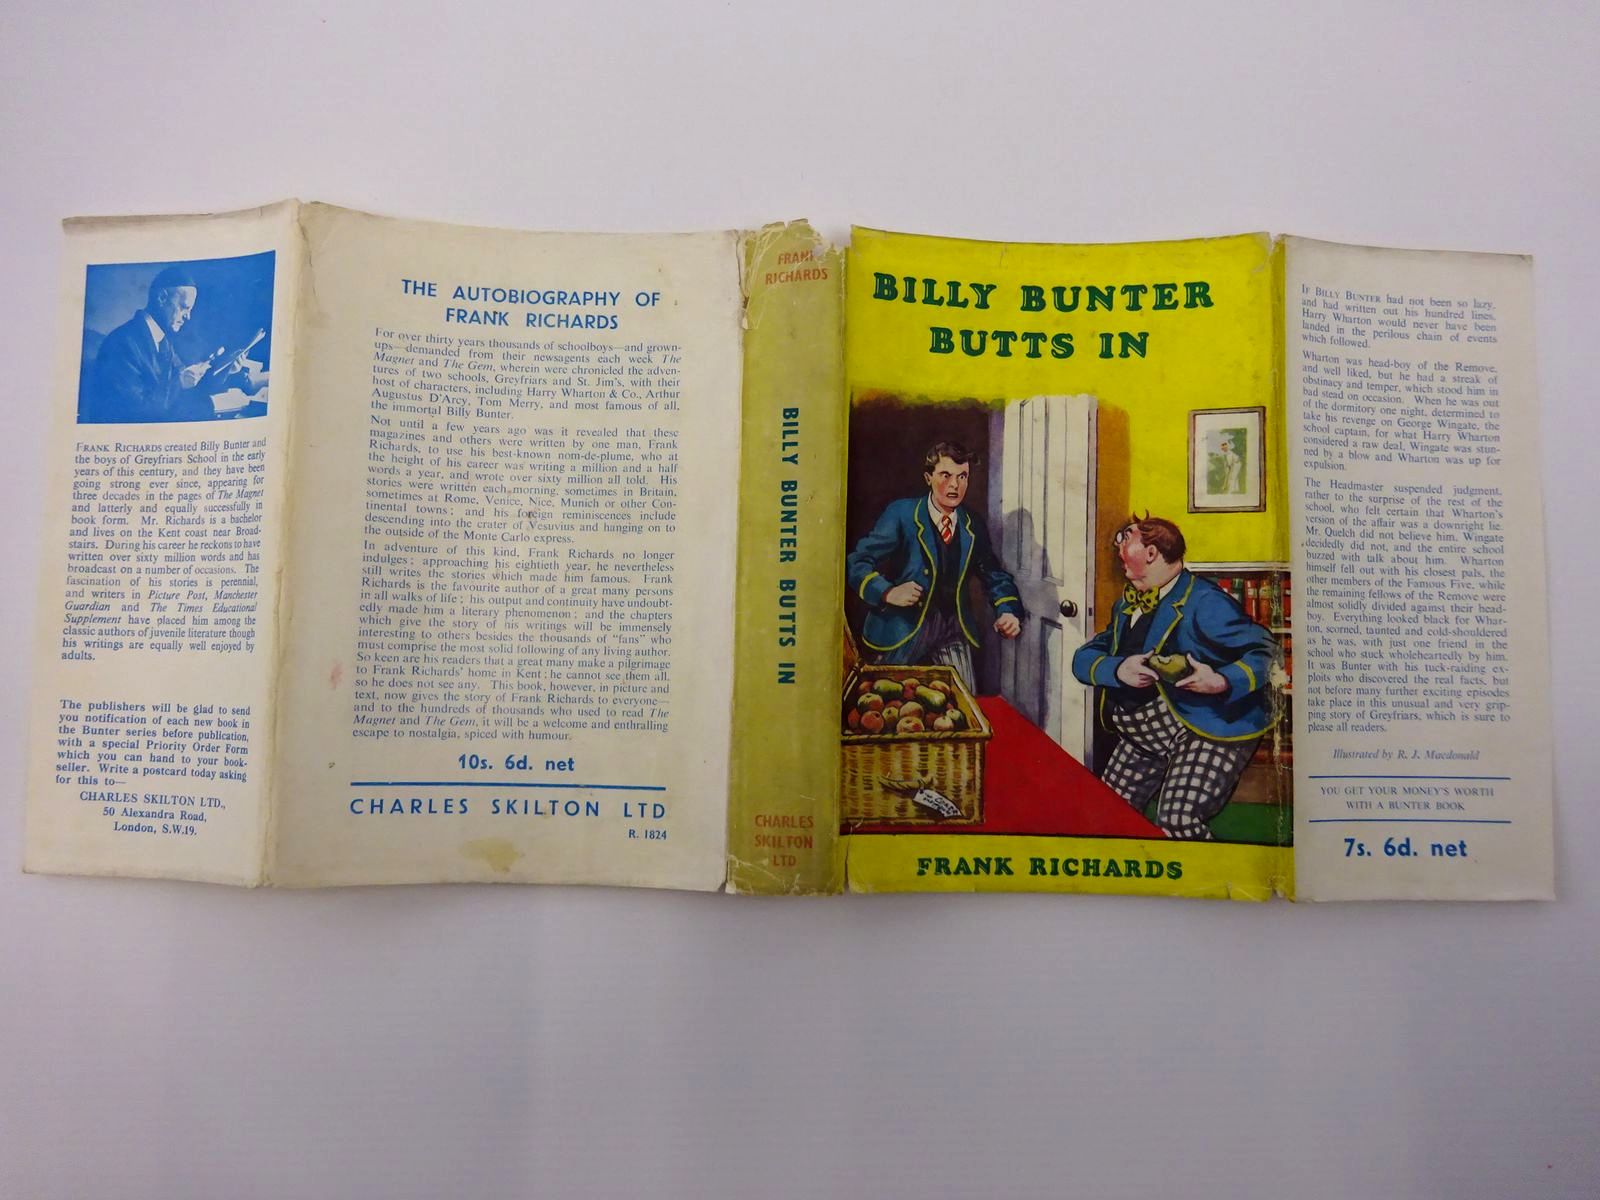 FRANK RICHARDS created Billy Bunter and
the boys of Greyfriars School in the early
years of this century, and they have been
going strong ever since, appearing for
three decades in the pages of The Magnet
and latterly and equally successfully in
book form. Mr. Richards is a bachelor
and lives on the Kent coast near Broad-
stairs. During his career he reckons to have
written over sixty million words and has
broadcast on a number of occasions. The
fascination of his stories is perennial,
and writers in Picture Post, Manchester
Guardian and The Times Educational
Supplement have placed him among the
classic authors of juvenile literature though
his writings are equally well enjoyed by
adults.
The publishers will be glad to send
you notification of each new book in
the Bunter series before publication,
with a special Priority Order Form
which you can hand to your book-
seller. Write a postcard today asking
for this to—
CHARLES SKILTON LTD.,
50 Alexandra Road,
London, S.W.19.
THE AUTOBIOGRAPHY OF
FRANK RICHARDS
For over thirty years thousands of schoolboys—and grown-
ups—demanded from their newsagents each week The
Magnet and The Gem, wherein were chronicled the adven-
tures of two schools, Greyfriars and St. Jim's, with their
host of characters, including Harry Wharton & Co., Arthur
Augustus D'Arcy, Tom Merry, and most famous of all,
the immortal Billy Bunter.
Not until a few years ago was it revealed that these
magazines and others were written by one man, Frank
Richards, to use his best-known nom-de-plume, who at
the height of his career was writing a million and a half
words a year, and wrote over sixty million all told. His
stories were written each morning, sometimes in Britain,
sometimes at Rome, Venice, Nice, Munich or other Con-
tinental towns; and his foreign reminiscences include
descending into the crater of Vesuvius and hanging on to
the outside of the Monte Carlo express.
In adventure of this kind, Frank Richards no longer
indulges; approaching his eightieth year, he nevertheless
still writes the stories which made him famous. Frank
Richards is the favourite author of a great many persons
in all walks of life; his output and continuity have undoubt-
edly made him a literary phenomenon; and the chapters
which give the story of his writings will be immensely
interesting to others besides the thousands of "fans" who
must comprise the most solid following of any living author.
So keen are his readers that a great many make a pilgrimage
to Frank Richards' home in Kent; he cannot see them all,
so he does not see any. This book, however, in picture and
text, now gives the story of Frank Richards to everyone—
and to the hundreds of thousands who used to read The
Magnet and The Gem, it will be a welcome and enthralling
escape to nostalgia, spiced with humour.
10s. 6d. net
CHARLES SKILTON LTD
R. 1824
FRANK
RICHARDS
BILLY BUNTER BUTTS IN
CHARLES
SKILTON
LTD
BILLY BUNTER
BUTTS IN
FRANK RICHARDS
IF BILLY BUNTER had not been so lazy,
and had written out his hundred lines,
Harry Wharton would never have been
landed in the perilous chain of events
which followed.
Wharton was head-boy of the Remove,
and well liked, but he had a streak of
obstinacy and temper, which stood him in
bad stead on occasion. When he was out
of the dormitory one night, determined to
take his revenge on George Wingate, the
school captain, for what Harry Wharton
considered a raw deal, Wingate was stun-
ned by a blow and Wharton was up for
expulsion.
The Headmaster suspended judgment,
rather to the surprise of the rest of the
school, who felt certain that Wharton's
version of the affair was a downright lie.
Mr. Quelch did not believe him, Wingate
decidedly did not, and the entire school
buzzed with talk about him. Wharton
himself fell out with his closest pals, the
other members of the Famous Five, while
the remaining fellows of the Remove were
almost solidly divided against their head-
boy. Everything looked black for Whar-
ton, scorned, taunted and cold-shouldered
as he was, with just one friend in the
school who stuck wholeheartedly by him.
It was Bunter with his tuck-raiding ex-
ploits who discovered the real facts, but
not before many further exciting episodes
take place in this unusual and very grip-
ping story of Greyfriars, which is sure to
please all readers.
Illustrated by R. J. Macdonald
YOU GET YOUR MONEY'S WORTH
WITH A BUNTER BOOK
7s. 6d. net